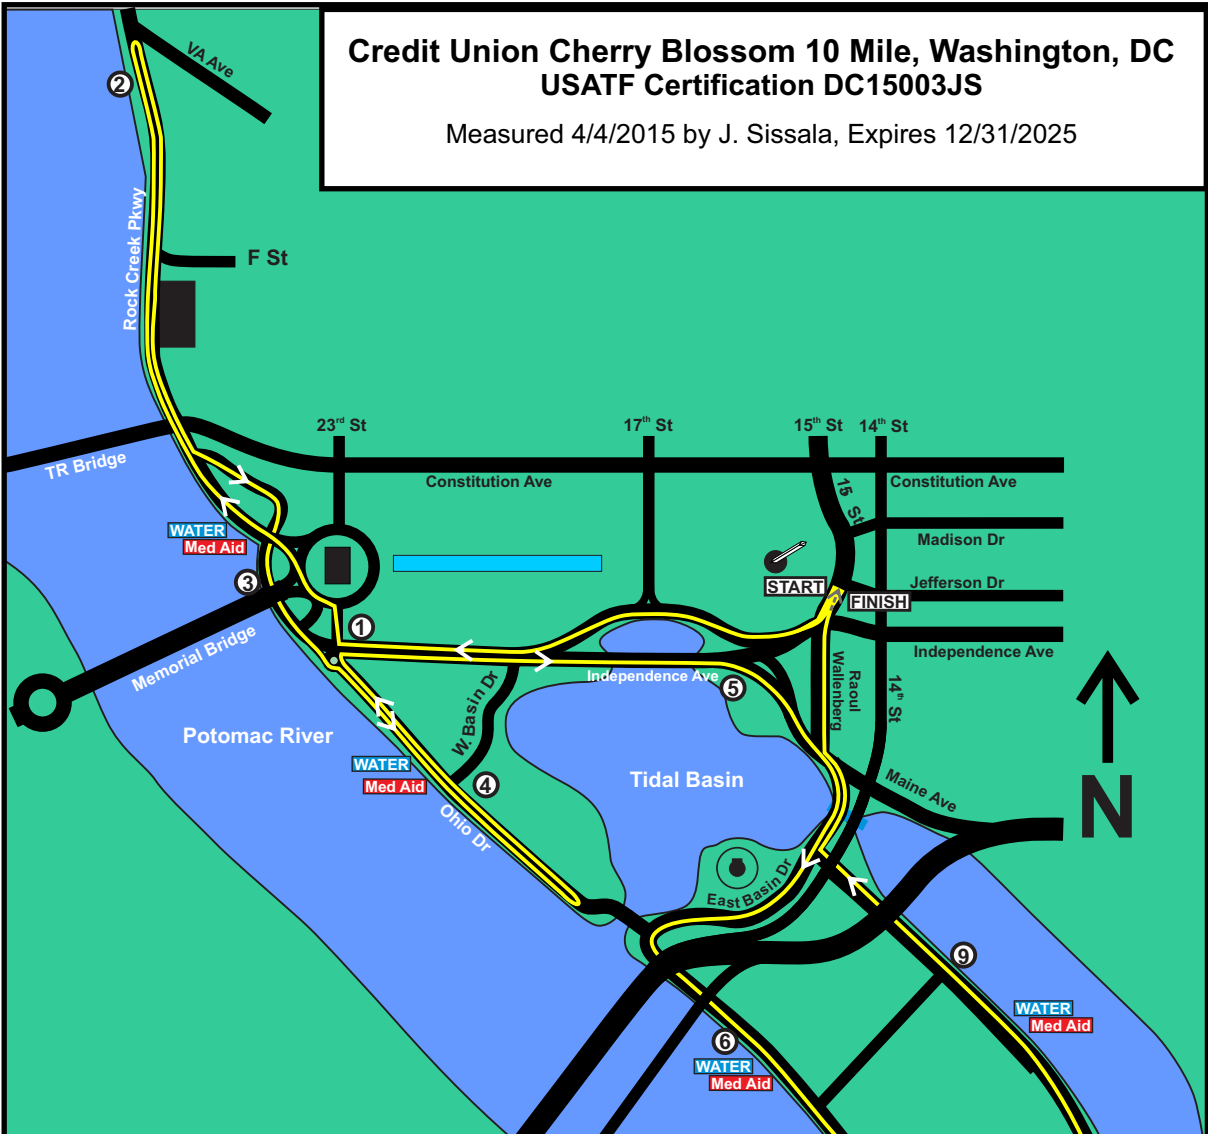 Credit Union Cherry Blossom 10 Mile, Washington, DC
USATF Certification DC15003JS
Measured 4/4/2015 by J. Sissala, Expires 12/31/2025
VA Ave
2
Rock Creek Pkwy
F St
23rd St
17th St
15th St
14th St
TR Bridge
Constitution Ave
Constitution Ave
15 St
WATER
Med Aid
Madison Dr
3
START
Jefferson Dr
FINISH
1
Memorial Bridge
Independence Ave
Independence Ave
5
Raoul
Wallenberg
14th St
W. Basin Dr
Potomac River
WATER
Med Aid
4
Tidal Basin
Maine Ave
N
Ohio Dr
East Basin Dr
9
WATER
Med Aid
6
WATER
Med Aid